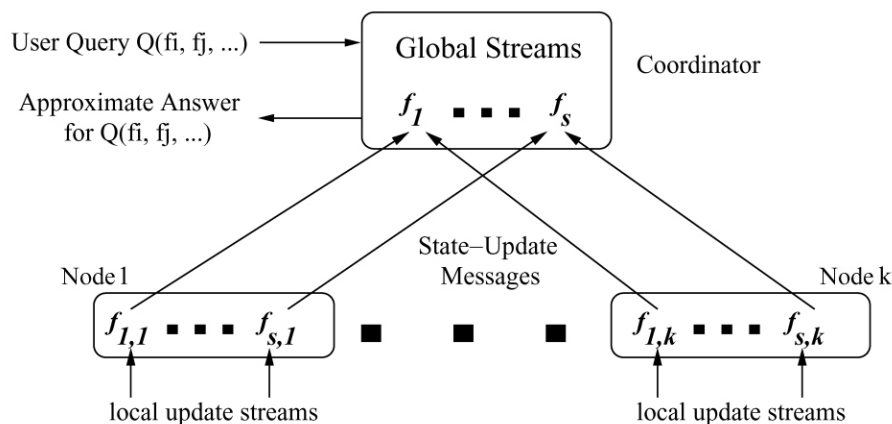 User Query Q(fi, fj, ...)
Global Streams
Coordinator
Approximate Answer
for Q(fi, fj, ...)
f1 ... fs
State–Update
Messages
Node 1
Node k
f1,1 ... fs,1 ... f1,k ... fs,k
local update streams
local update streams